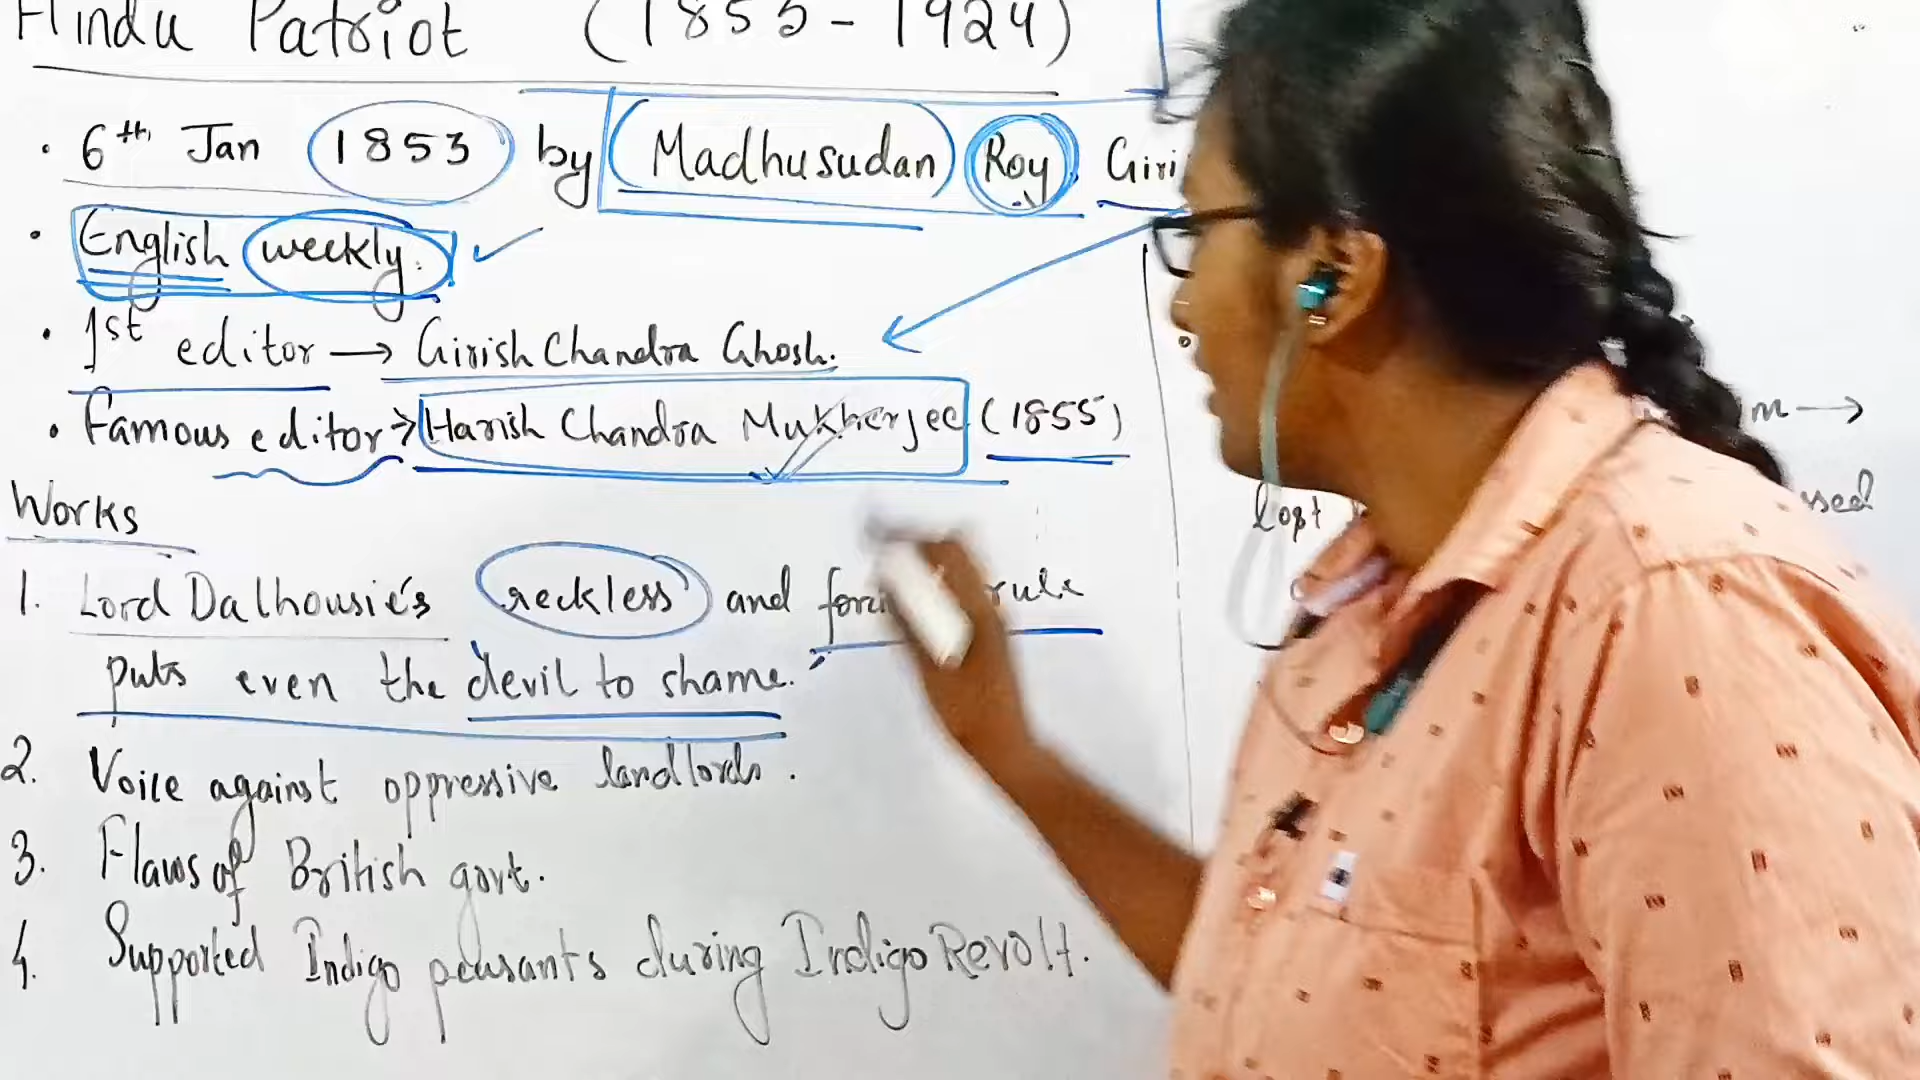 Hindu Patriot (1853 - 1924)
• 6th Jan 1853 by Madhusudan Roy,
• English weekly.
• 1st editor → Girish Chandra Ghosh.
• Famous editor → Harish Chandra Mukherjee (1855)
Works
1. Lord Dalhousie's reckless and rule
puts even the devil to shame.
2. Voice against oppressive landlords.
3. Flaws of British govt.
4. Supported Indigo peasants during Indigo Revolt.